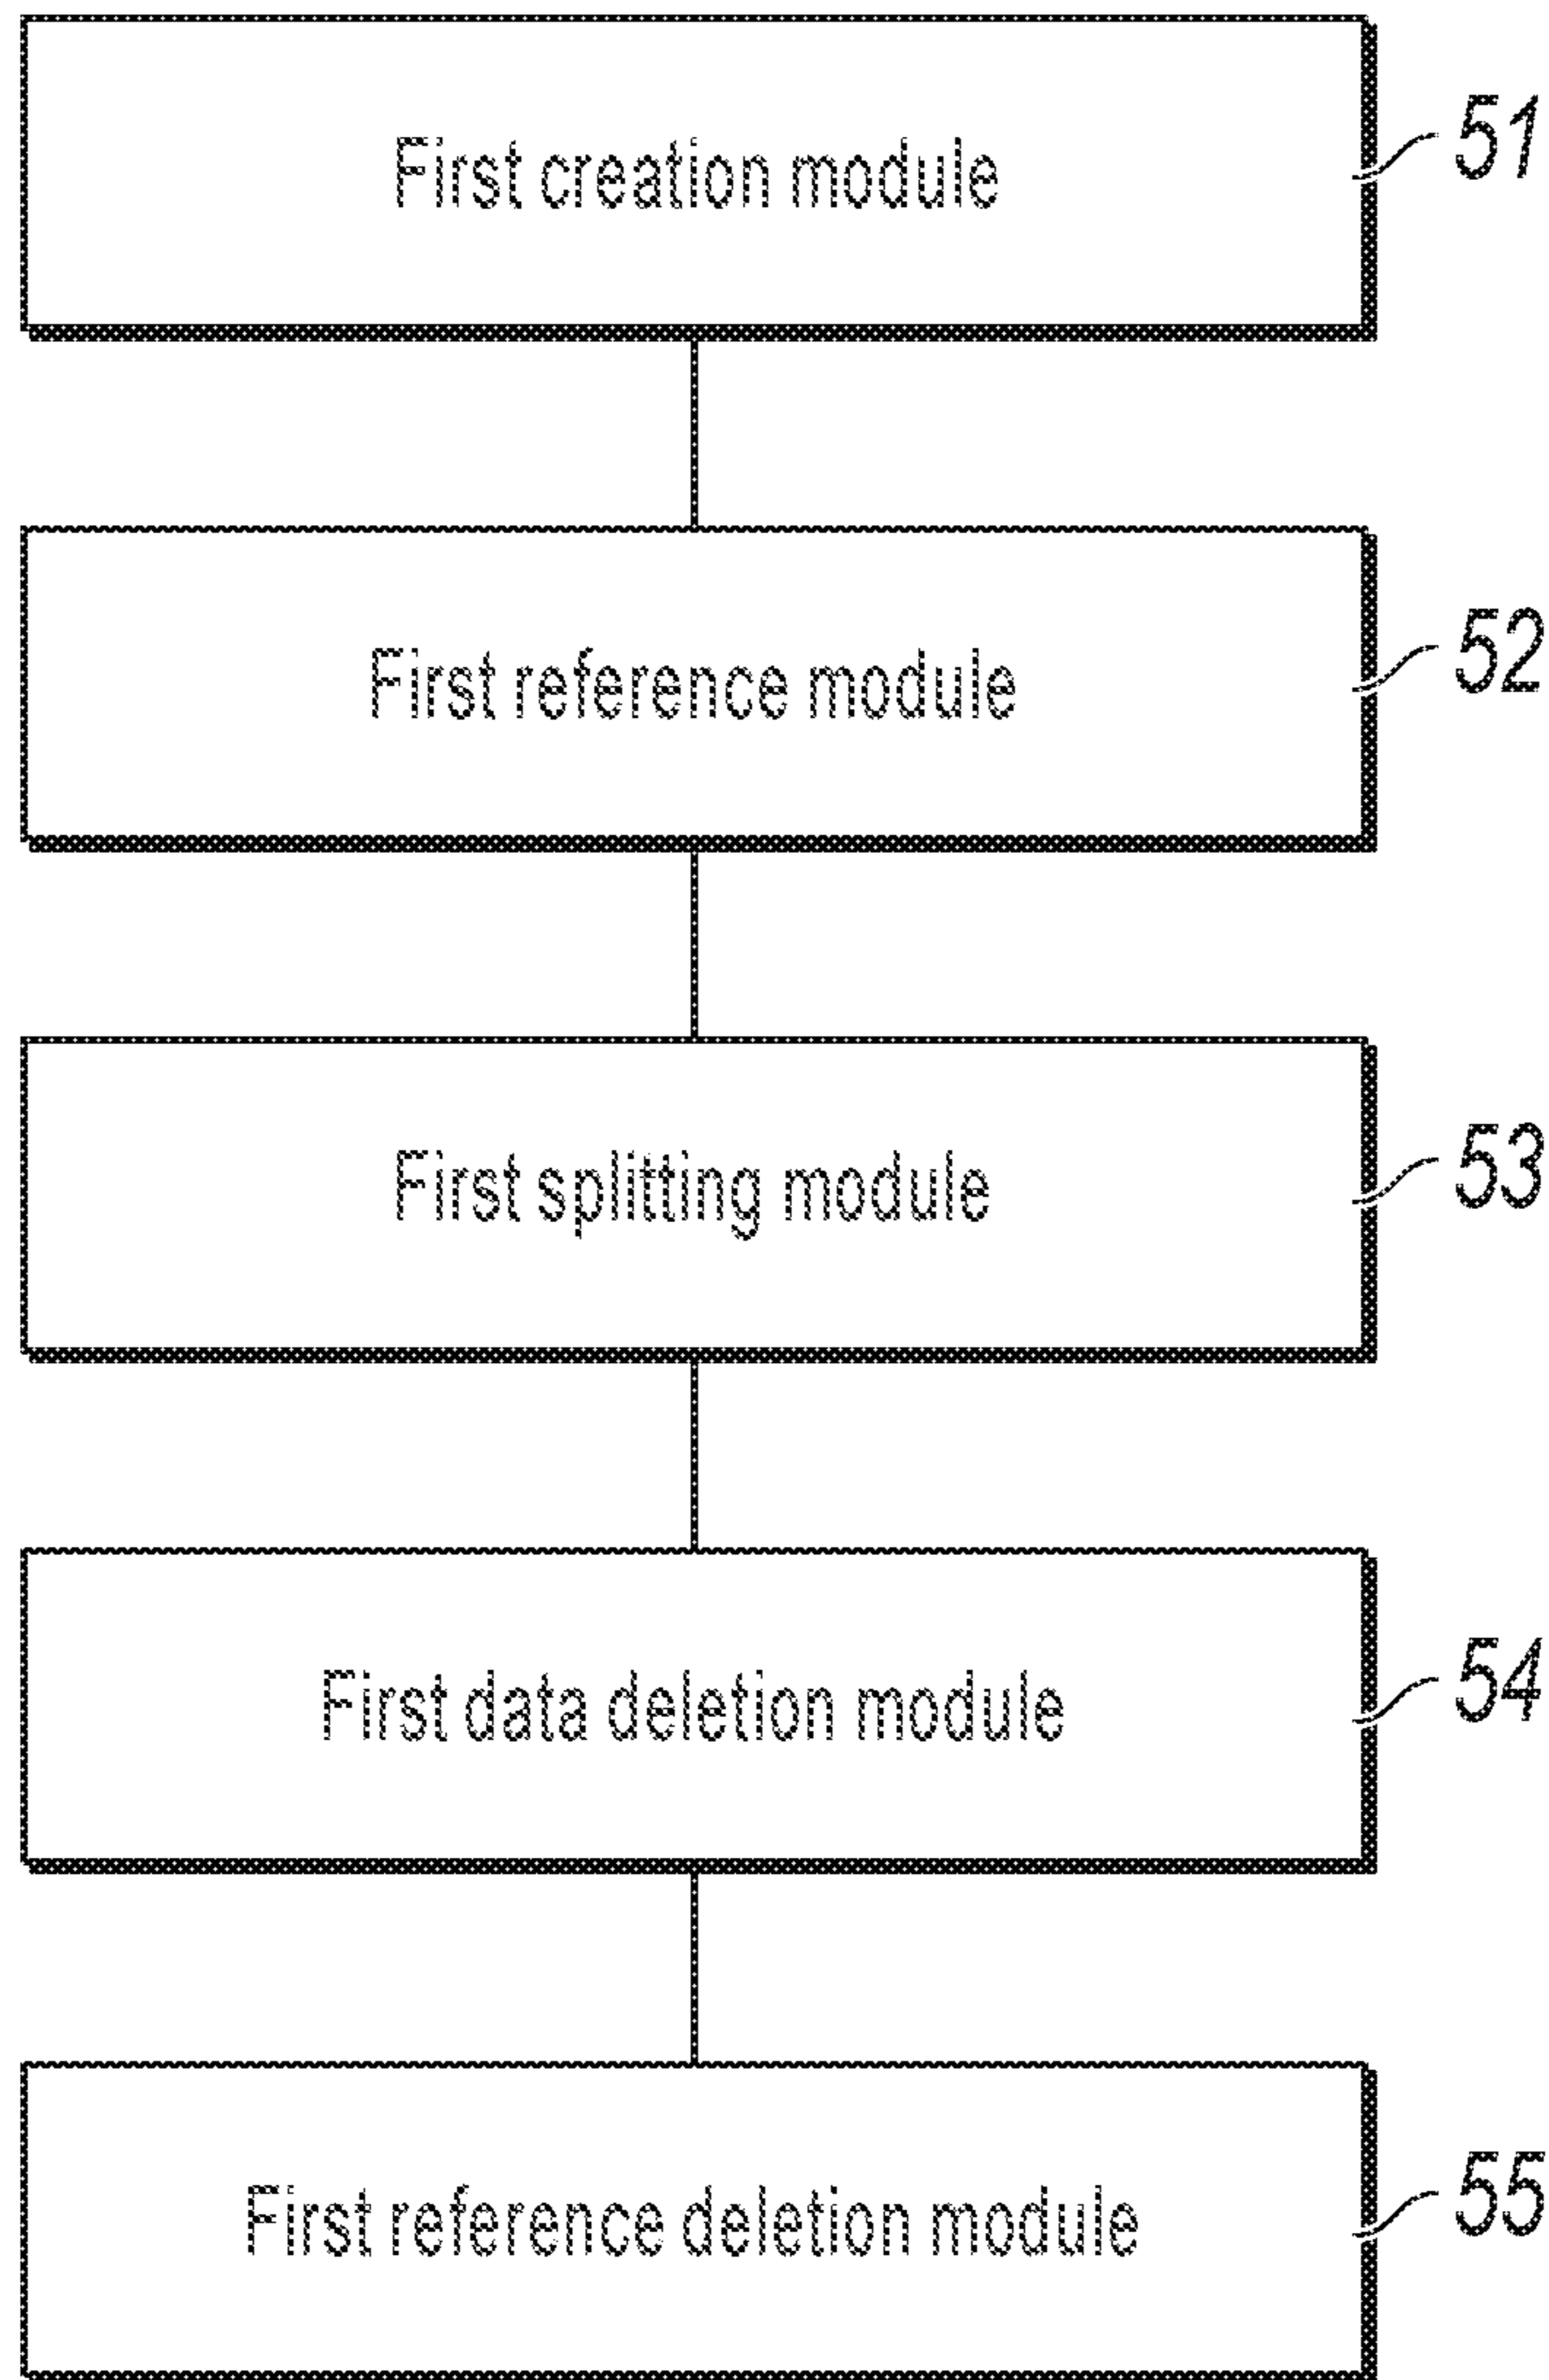 First creation module
51
First reference module
52
First splitting module
53
First data deletion module
54
First reference deletion module
55